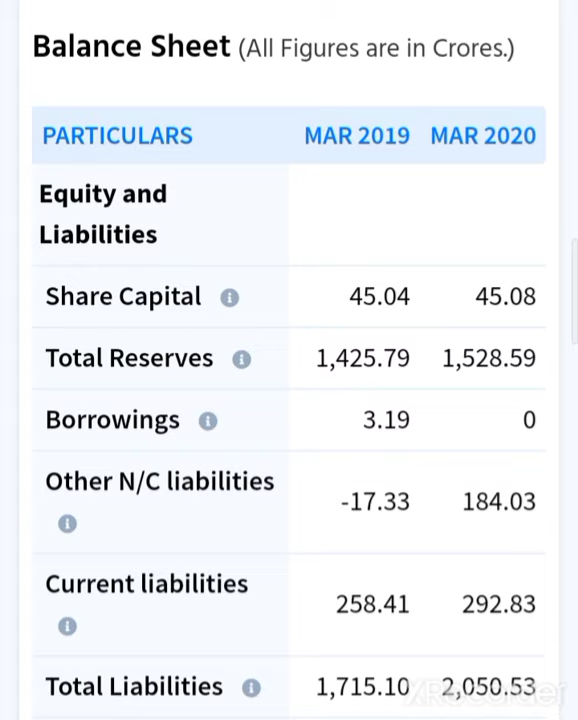 Balance Sheet (All Figures are in Crores.)
PARTICULARS MAR 2019 MAR 2020
Equity and
Liabilities
Share Capital 45.04 45.08
Total Reserves 1,425.79 1,528.59
Borrowings 3.19 0
Other N/C liabilities
-17.33 184.03
Current liabilities
258.41 292.83
Total Liabilities 1,715.10 2,050.53
XRecorder